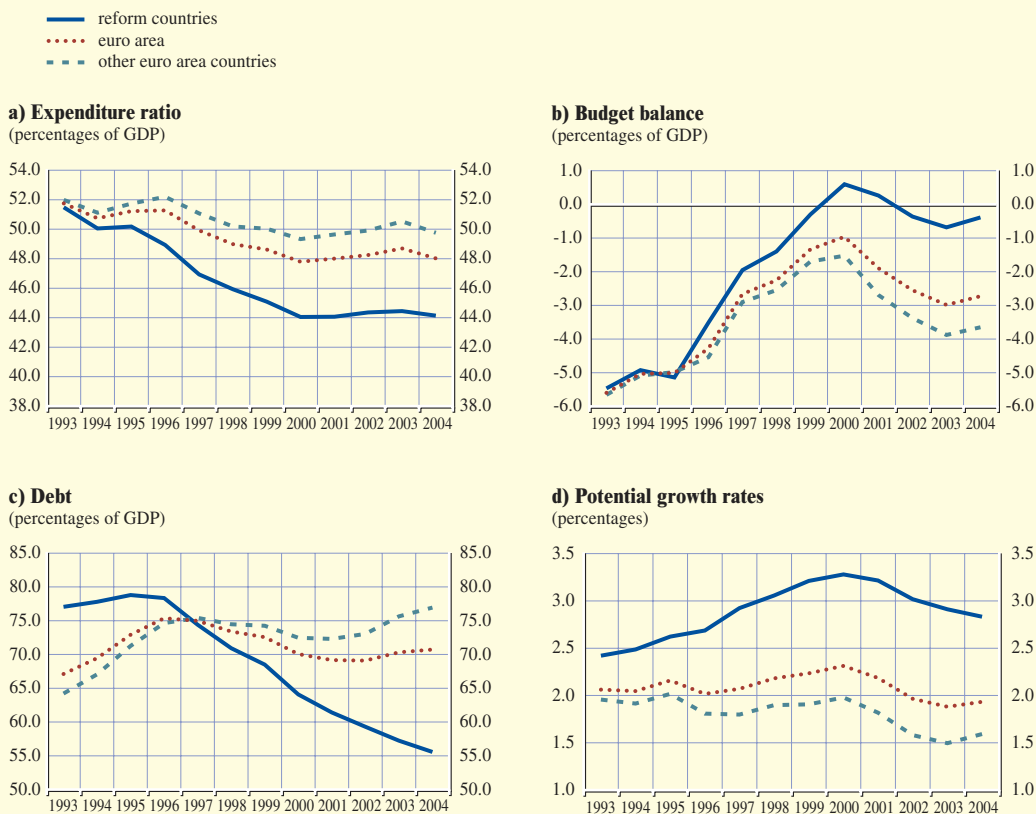 reform countries
euro area
other euro area countries
a) Expenditure ratio
(percentages of GDP)
54.0 54.0
52.0 52.0
50.0 50.0
48.0 48.0
46.0 46.0
44.0 44.0
42.0 42.0
40.0 40.0
38.0 38.0
1993 1994 1995 1996 1997 1998 1999 2000 2001 2002 2003 2004
b) Budget balance
(percentages of GDP)
1.0 1.0
0.0 0.0
-1.0 -1.0
-2.0 -2.0
-3.0 -3.0
-4.0 -4.0
-5.0 -5.0
-6.0 -6.0
1993 1994 1995 1996 1997 1998 1999 2000 2001 2002 2003 2004
c) Debt
(percentages of GDP)
85.0 85.0
80.0 80.0
75.0 75.0
70.0 70.0
65.0 65.0
60.0 60.0
55.0 55.0
50.0 50.0
1993 1994 1995 1996 1997 1998 1999 2000 2001 2002 2003 2004
d) Potential growth rates
(percentages)
3.5 3.5
3.0 3.0
2.5 2.5
2.0 2.0
1.5 1.5
1.0 1.0
1993 1994 1995 1996 1997 1998 1999 2000 2001 2002 2003 2004